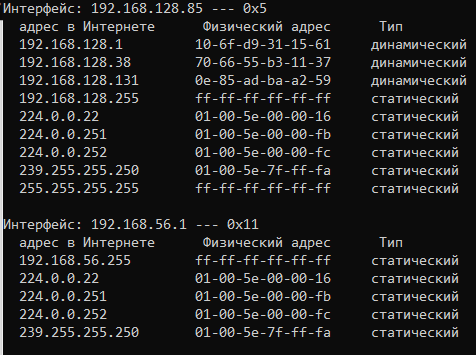 Интерфейс: 192.168.128.85 --- 0x5
адрес в Интернете Физический адрес Тип
192.168.128.1 10-6f-d9-31-15-61 динамический
192.168.128.38 70-66-55-b3-11-37 динамический
192.168.128.131 0e-85-ad-ba-a2-59 динамический
192.168.128.255 ff-ff-ff-ff-ff-ff статический
224.0.0.22 01-00-5e-00-00-16 статический
224.0.0.251 01-00-5e-00-00-fb статический
224.0.0.252 01-00-5e-00-00-fc статический
239.255.255.250 01-00-5e-7f-ff-fa статический
255.255.255.255 ff-ff-ff-ff-ff-ff статический
Интерфейс: 192.168.56.1 --- 0x11
адрес в Интернете Физический адрес Тип
192.168.56.255 ff-ff-ff-ff-ff-ff статический
224.0.0.22 01-00-5e-00-00-16 статический
224.0.0.251 01-00-5e-00-00-fb статический
224.0.0.252 01-00-5e-00-00-fc статический
239.255.255.250 01-00-5e-7f-ff-fa статический